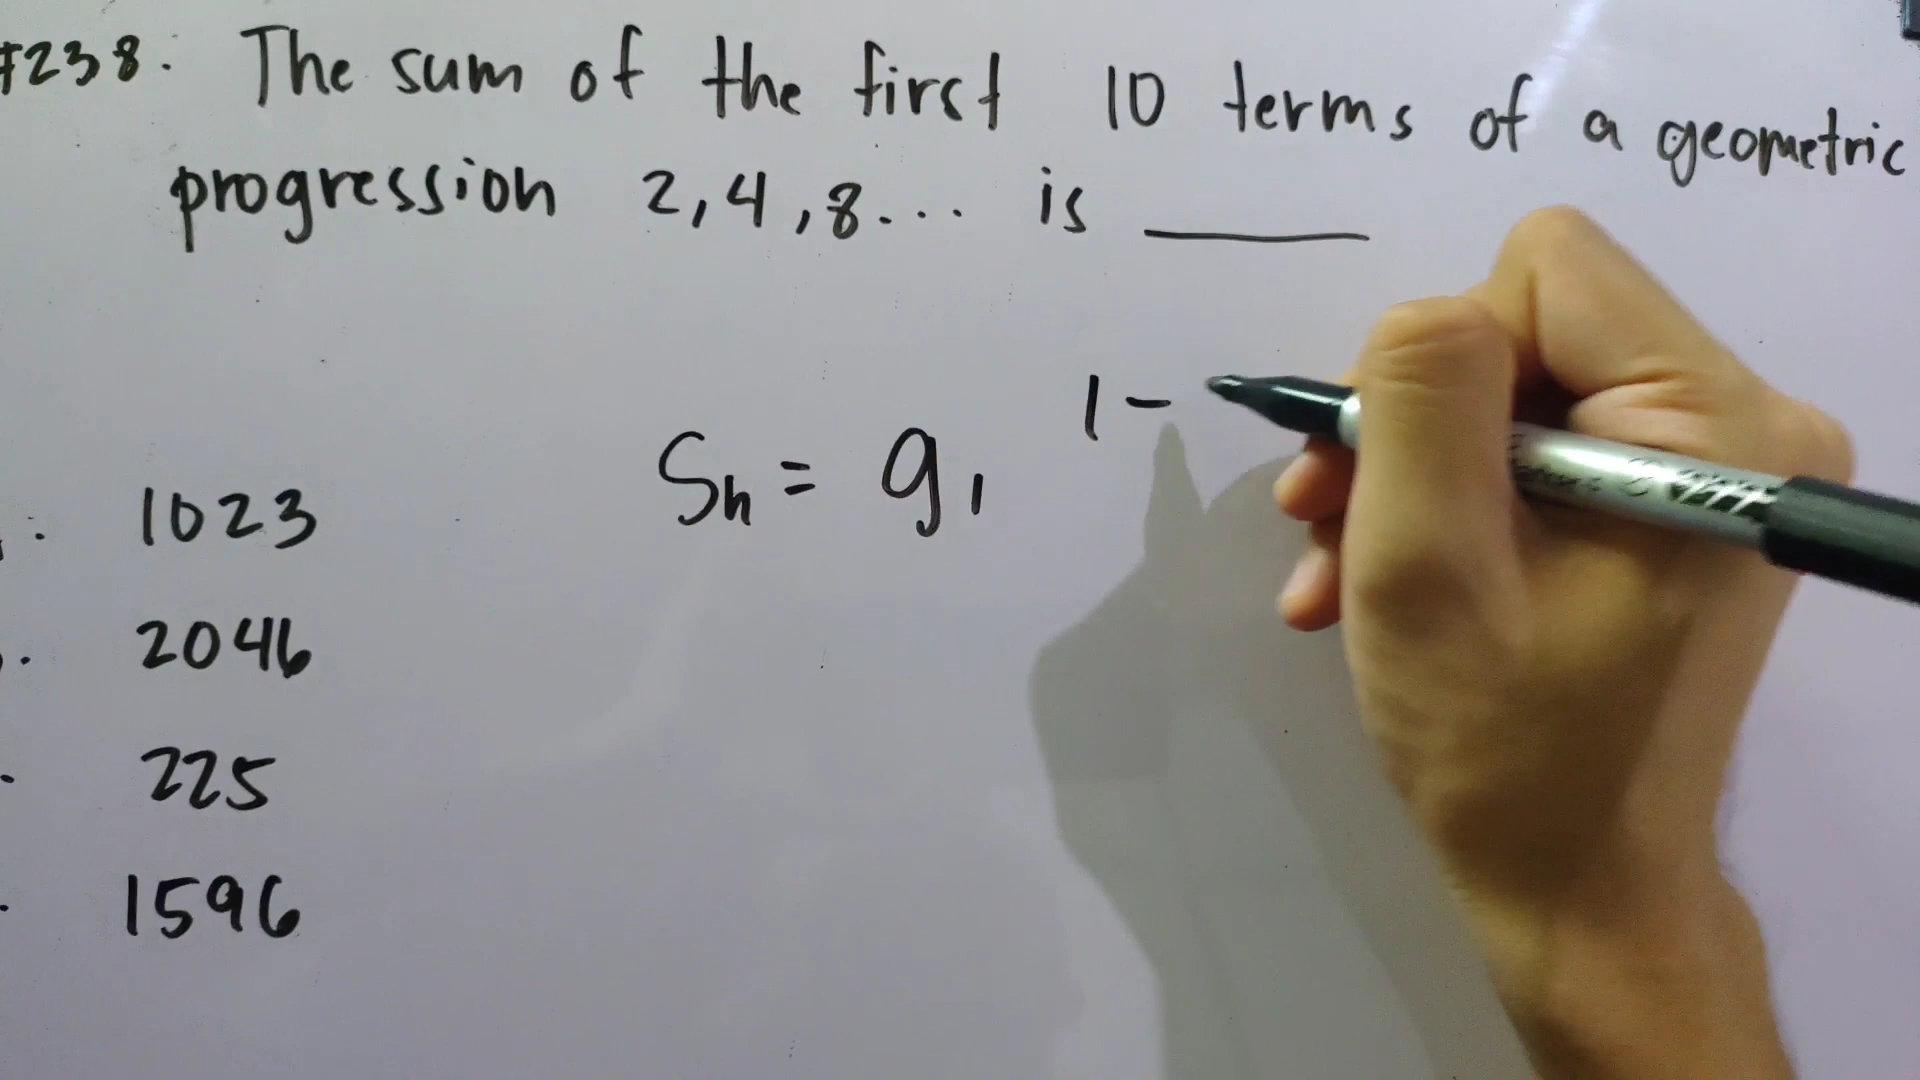 #238. The sum of the first 10 terms of a geometric
progression 2, 4, 8... is ______
1 -
Sn = g1
1023
2046
225
1596